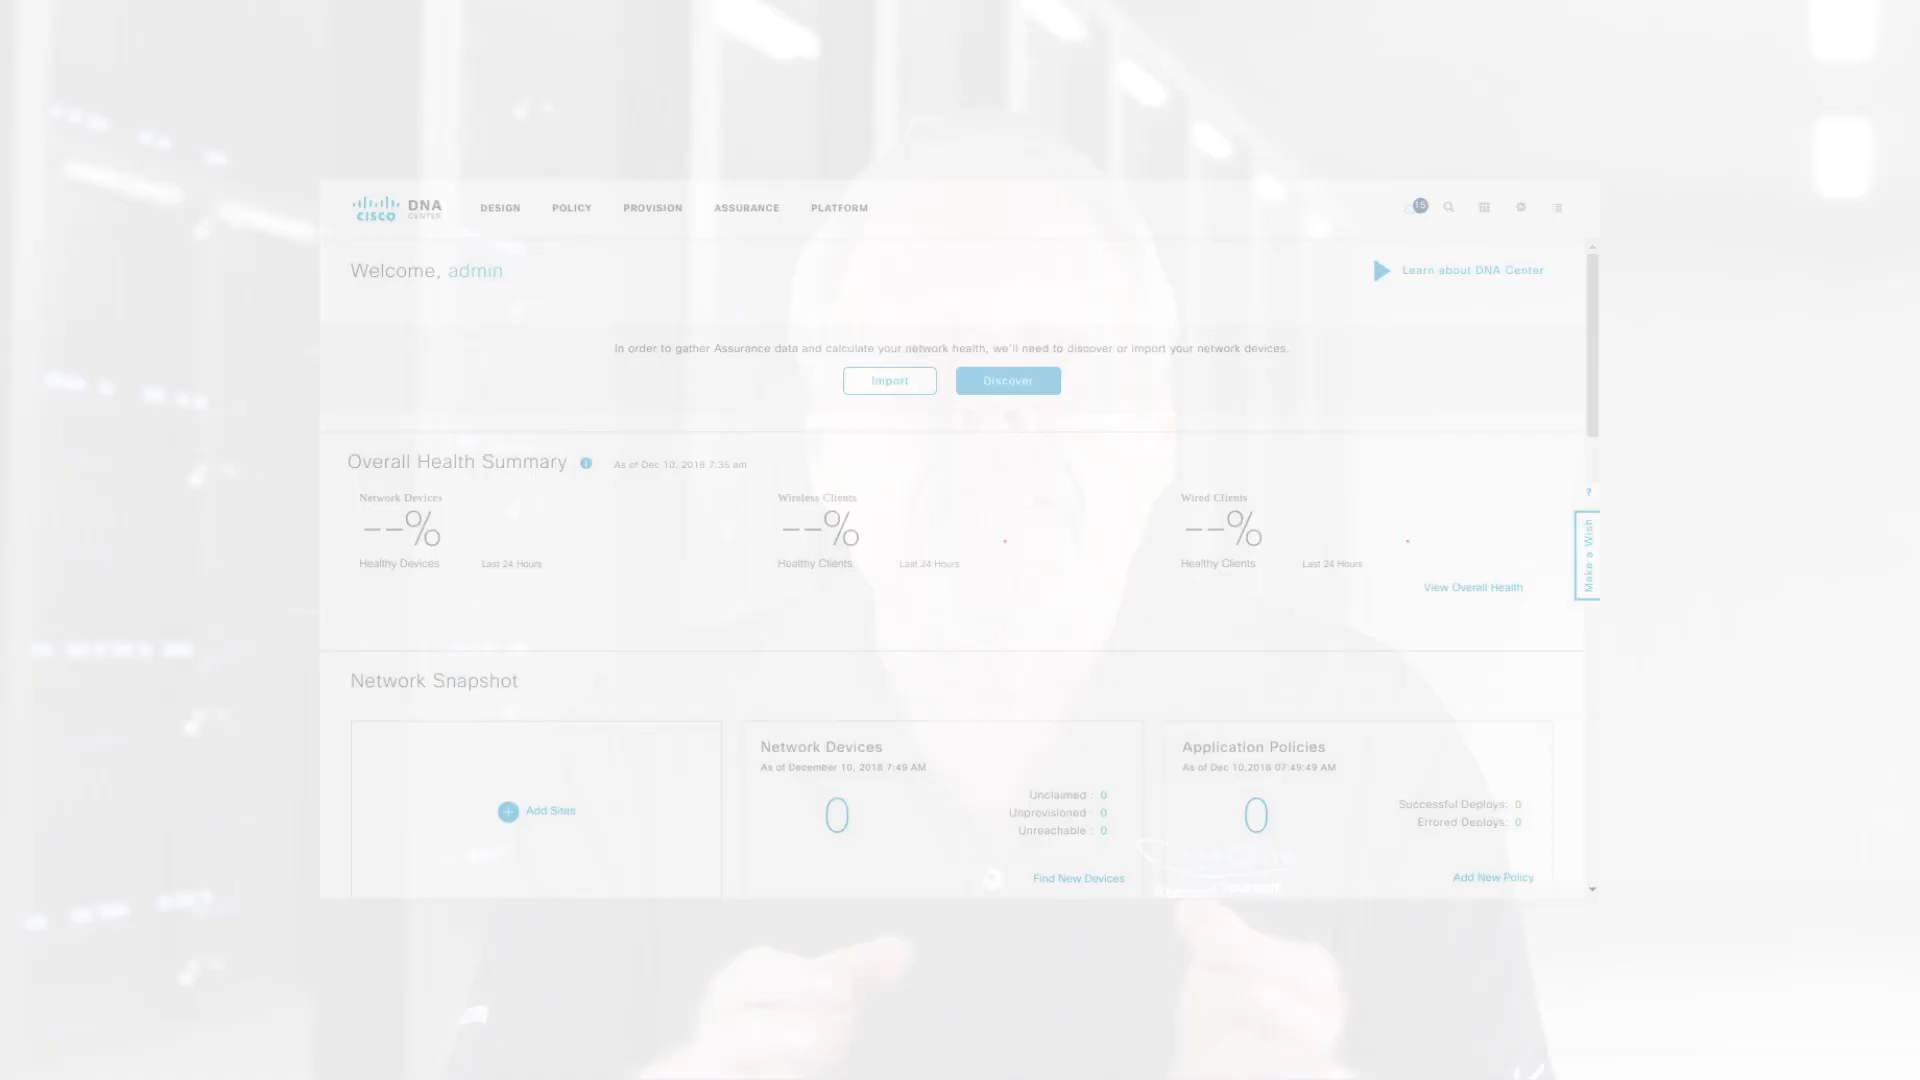 CISCO DNA CENTER
DESIGN POLICY PROVISION ASSURANCE PLATFORM
15
Welcome, admin
Learn about DNA Center
In order to gather Assurance data and calculate your network health, we'll need to discover or import your network devices.
Import Discover
Overall Health Summary i As of Dec 10, 2018 7:35 am
Network Devices
--%
Healthy Devices Last 24 Hours
Wireless Clients
--%
Healthy Clients Last 24 Hours
Wired Clients
--%
Healthy Clients Last 24 Hours
View Overall Health
?
Make a Wish
Network Snapshot
Add Sites
Network Devices
As of December 10, 2018 7:49 AM
0
Unclaimed : 0
Unprovisioned : 0
Unreachable : 0
Find New Devices
Application Policies
As of Dec 10,2018 07:49:49 AM
0
Successful Deploys: 0
Errored Deploys: 0
Add New Policy